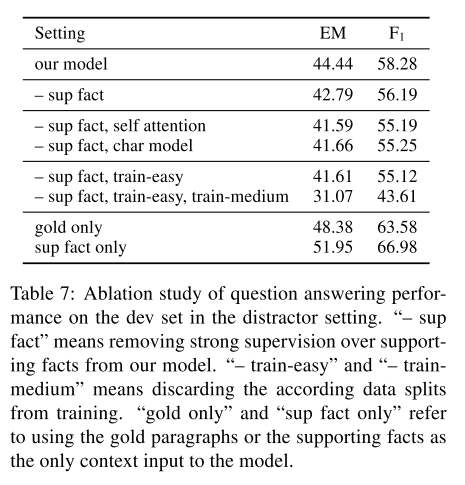 Setting EM F1
our model 44.44 58.28
– sup fact 42.79 56.19
– sup fact, self attention 41.59 55.19
– sup fact, char model 41.66 55.25
– sup fact, train-easy 41.61 55.12
– sup fact, train-easy, train-medium 31.07 43.61
gold only 48.38 63.58
sup fact only 51.95 66.98
Table 7: Ablation study of question answering perfor-
mance on the dev set in the distractor setting. “– sup
fact” means removing strong supervision over support-
ing facts from our model. “– train-easy” and “– train-
medium” means discarding the according data splits
from training. “gold only” and “sup fact only” refer
to using the gold paragraphs or the supporting facts as
the only context input to the model.